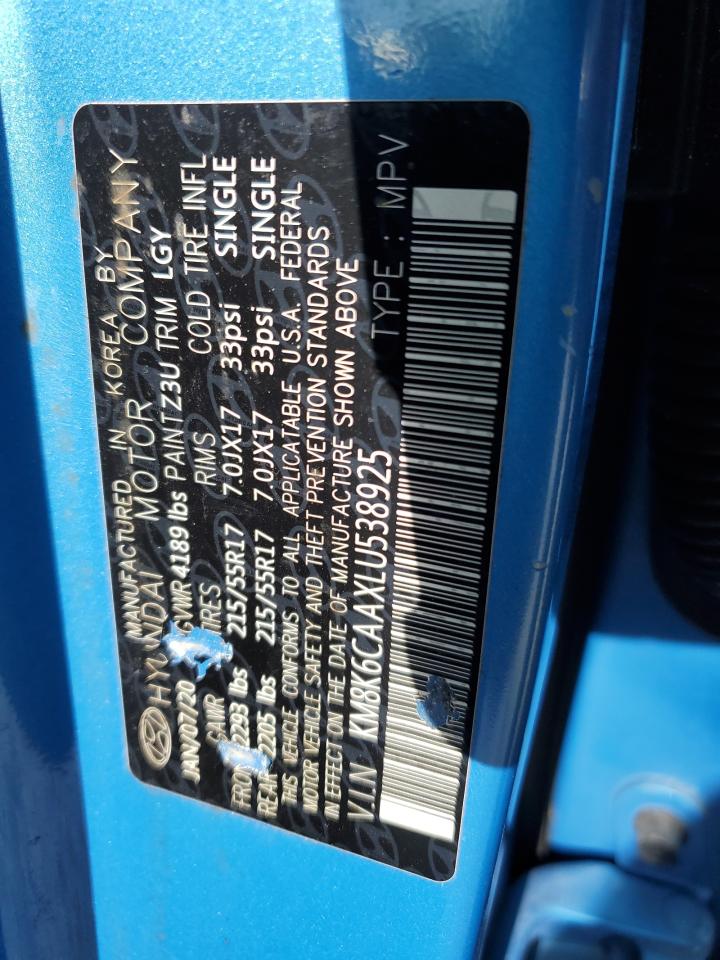 MANUFACTURED IN KOREA BY
HYUNDAI MOTOR COMPANY
JAN/07/20 GVWR 4189 lbs PAINT Z3U TRIM LGY
GAWR TIRES RIMS COLD TIRE INFL
FRONT 2293 lbs 215/55R17 7.0JX17 33psi SINGLE
REAR 2205 lbs 215/55R17 7.0JX17 33psi SINGLE
THIS VEHICLE CONFORMS TO ALL APPLICATABLE U.S.A. FEDERAL
MOTOR VEHICLE SAFETY AND THEFT PREVENTION STANDARDS
IN EFFECT ON THE DATE OF MANUFACTURE SHOWN ABOVE
VIN KM8K6CAAXLU538925 TYPE : MPV